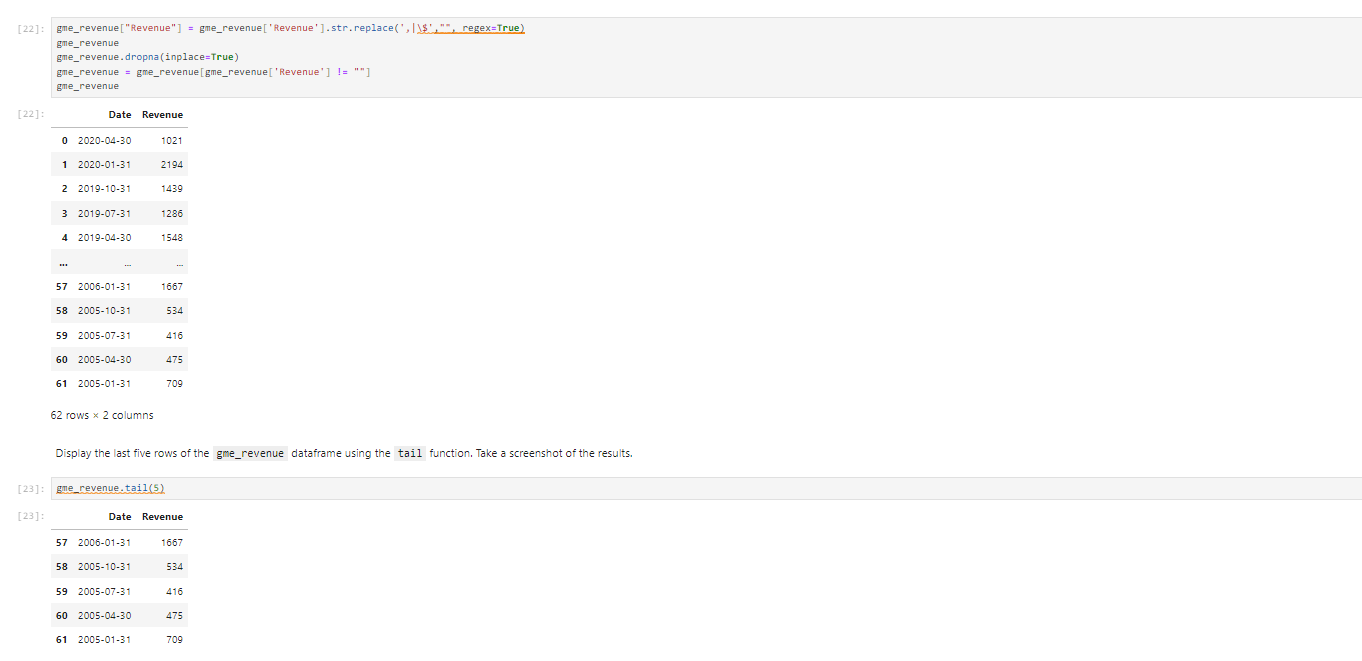 [22]: gme_revenue["Revenue"] = gme_revenue['Revenue'].str.replace(',|\$',"", regex=True)
gme_revenue
gme_revenue.dropna(inplace=True)
gme_revenue = gme_revenue[gme_revenue['Revenue'] != ""]
gme_revenue
[22]: Date Revenue
0 2020-04-30 1021
1 2020-01-31 2194
2 2019-10-31 1439
3 2019-07-31 1286
4 2019-04-30 1548
... ... ...
57 2006-01-31 1667
58 2005-10-31 534
59 2005-07-31 416
60 2005-04-30 475
61 2005-01-31 709
62 rows × 2 columns
Display the last five rows of the gme_revenue dataframe using the tail function. Take a screenshot of the results.
[23]: gme_revenue.tail(5)
[23]: Date Revenue
57 2006-01-31 1667
58 2005-10-31 534
59 2005-07-31 416
60 2005-04-30 475
61 2005-01-31 709